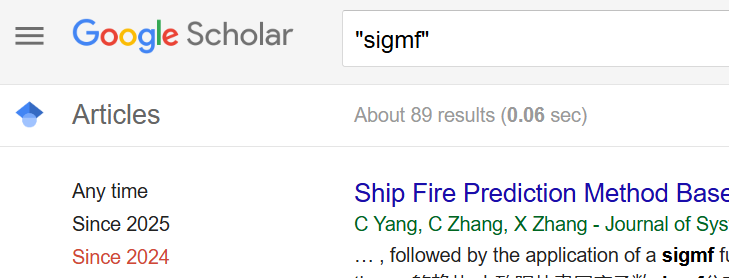 Google Scholar
"sigmf"
Articles
About 89 results (0.06 sec)
Any time
Since 2025
Since 2024
Ship Fire Prediction Method Base
C Yang, C Zhang, X Zhang - Journal of Sys
… , followed by the application of a sigmf fu